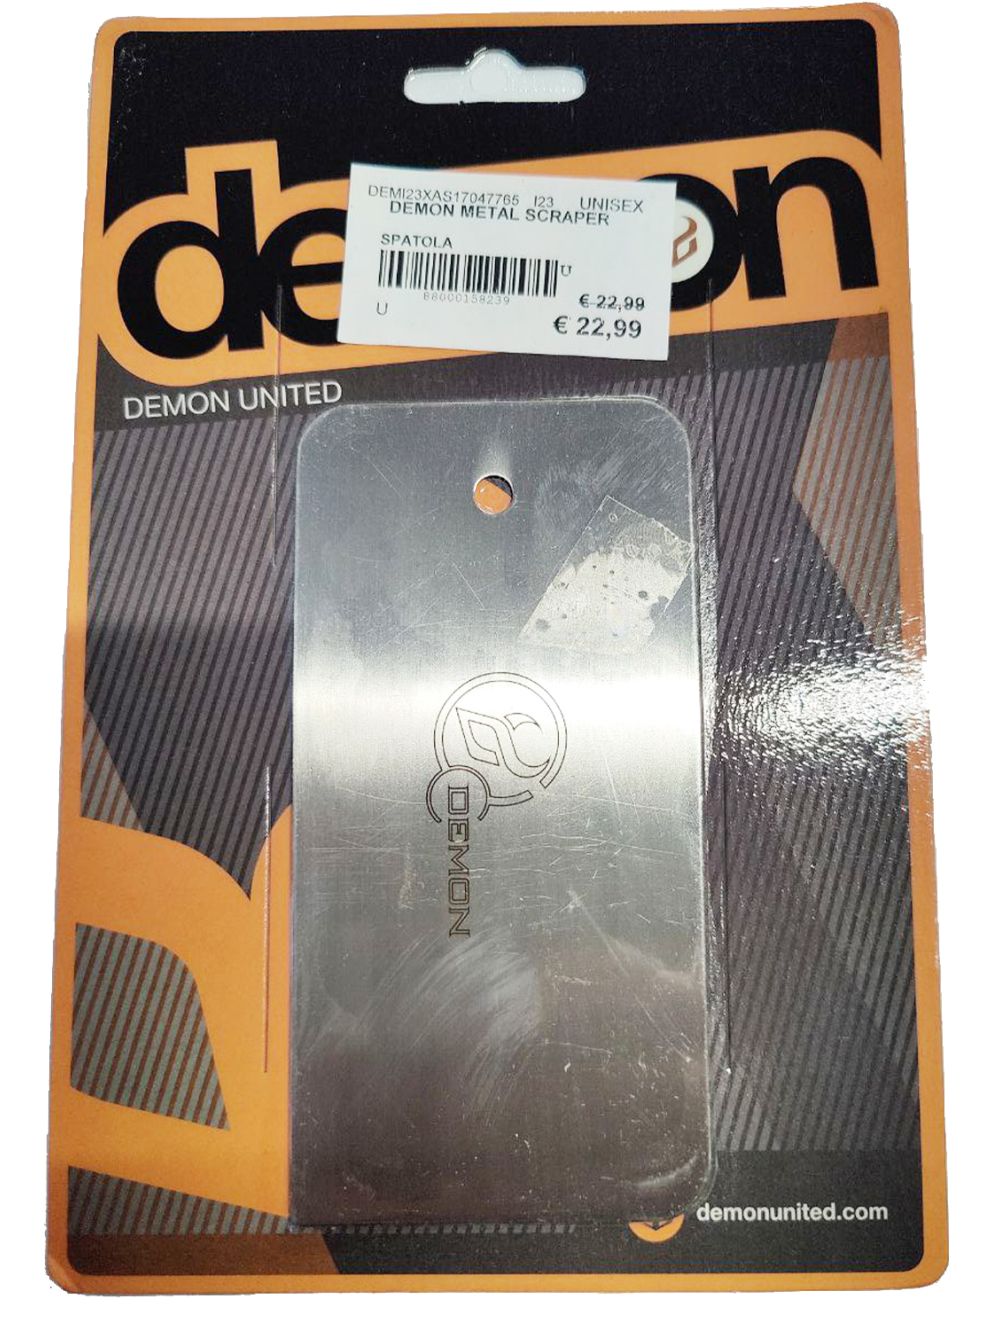 demon
DEMI23XAS17047765 I23 UNISEX
DEMON METAL SCRAPER
SPATOLA
U
88000158239
U
€ 22,99
€ 22,99
DEMON UNITED
DEMON
demonunited.com